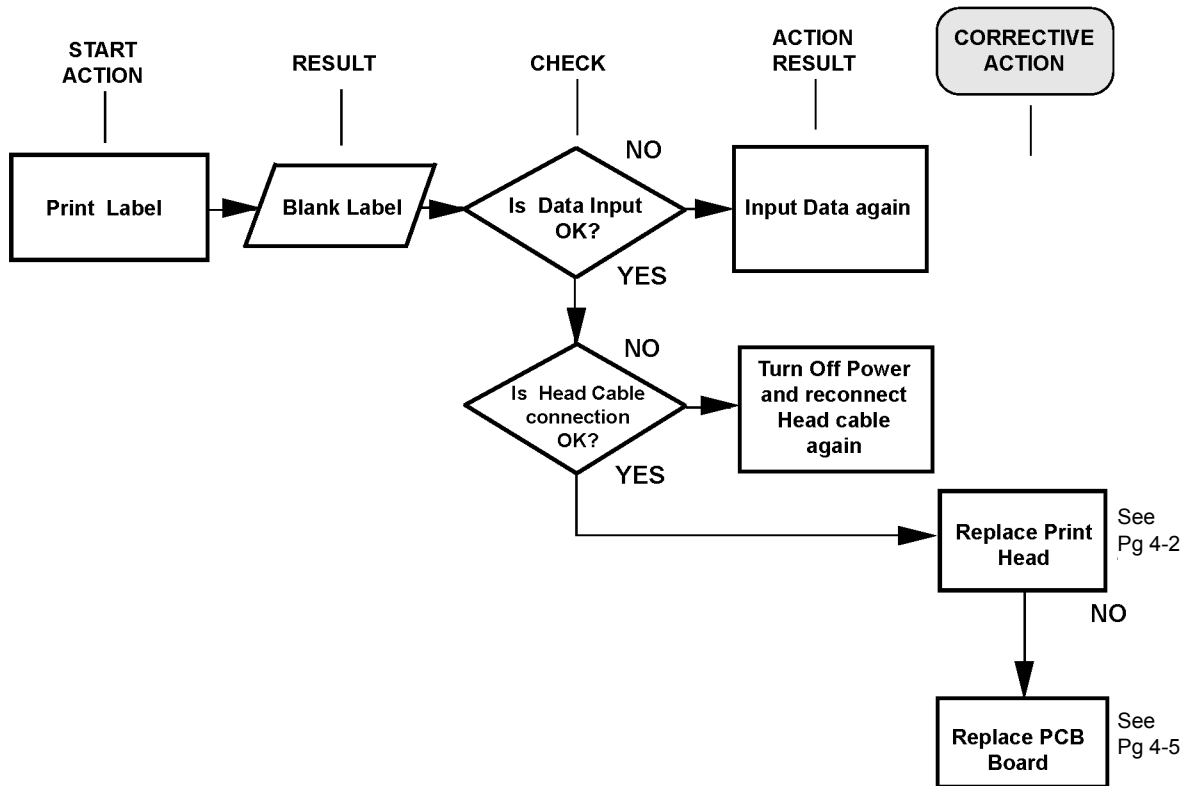 START
ACTION
RESULT
CHECK
ACTION
RESULT
CORRECTIVE
ACTION
Print Label
Blank Label
Is Data Input
OK?
NO
Input Data again
YES
Is Head Cable
connection
OK?
NO
Turn Off Power
and reconnect
Head cable
again
YES
Replace Print
Head
See
Pg 4-2
NO
Replace PCB
Board
See
Pg 4-5